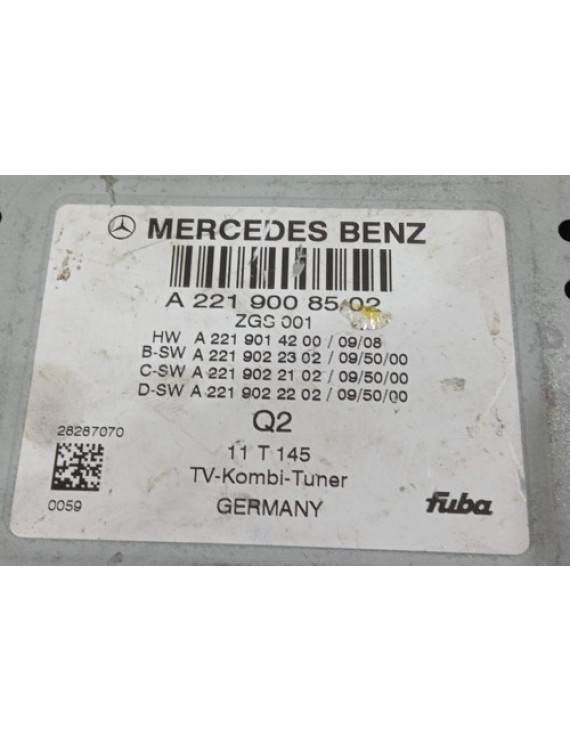 MERCEDES BENZ
A 221 900 85 02
ZGS 001
HW A 221 901 42 00 / 09/08
B-SW A 221 902 23 02 / 09/50/00
C-SW A 221 902 21 02 / 09/50/00
D-SW A 221 902 22 02 / 09/50/00
Q2
28287070
11 T 145
TV-Kombi-Tuner
0059
GERMANY
fuba